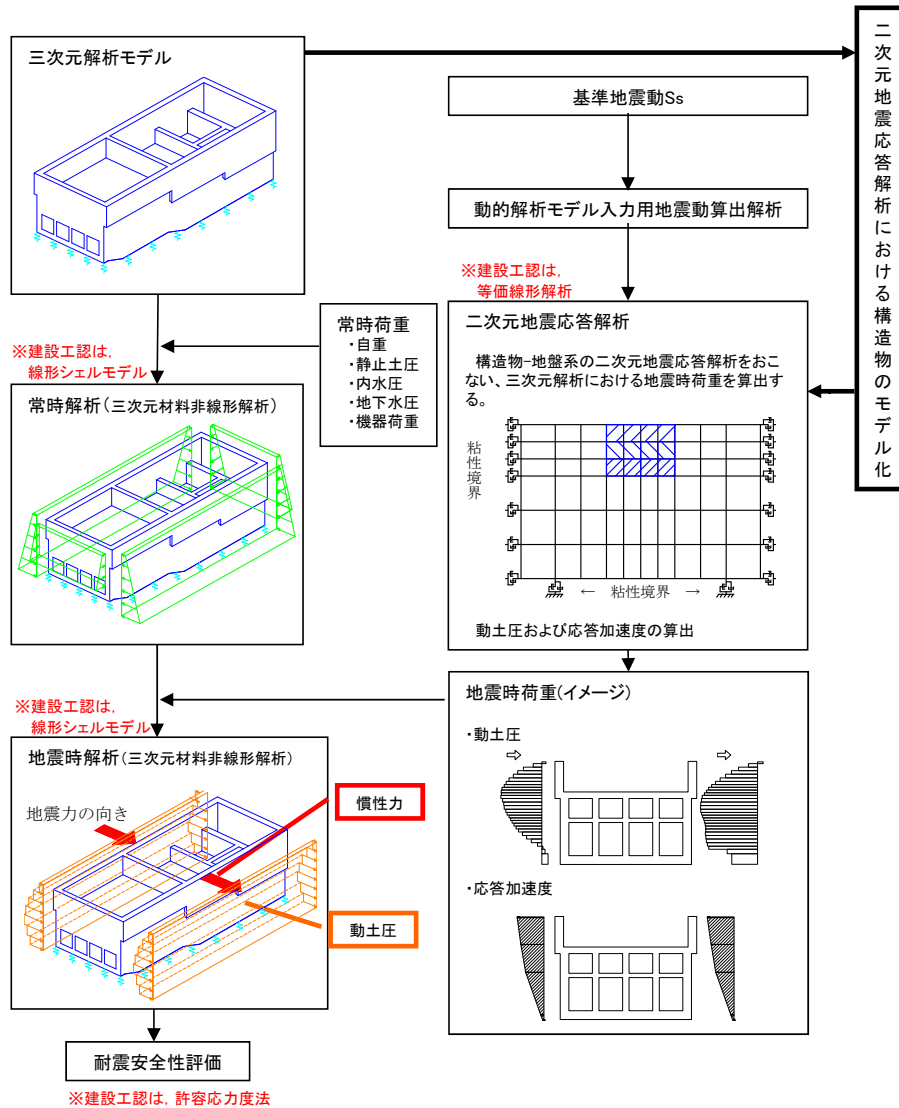 三次元解析モデル
二次元地震応答解析における構造物のモデル化
基準地震動Ss
動的解析モデル入力用地震動算出解析
※建設工認は,
等価線形解析
常時荷重
・自重
・静止土圧
・内水圧
・地下水圧
・機器荷重
※建設工認は,
線形シェルモデル
常時解析(三次元材料非線形解析)
二次元地震応答解析
構造物-地盤系の二次元地震応答解析をおこ
ない、三次元解析における地震時荷重を算出す
る。
粘性境界
← 粘性境界 →
動土圧および応答加速度の算出
※建設工認は,
線形シェルモデル
地震時解析(三次元材料非線形解析)
地震力の向き
慣性力
動土圧
地震時荷重(イメージ)
・動土圧
・応答加速度
耐震安全性評価
※建設工認は, 許容応力度法